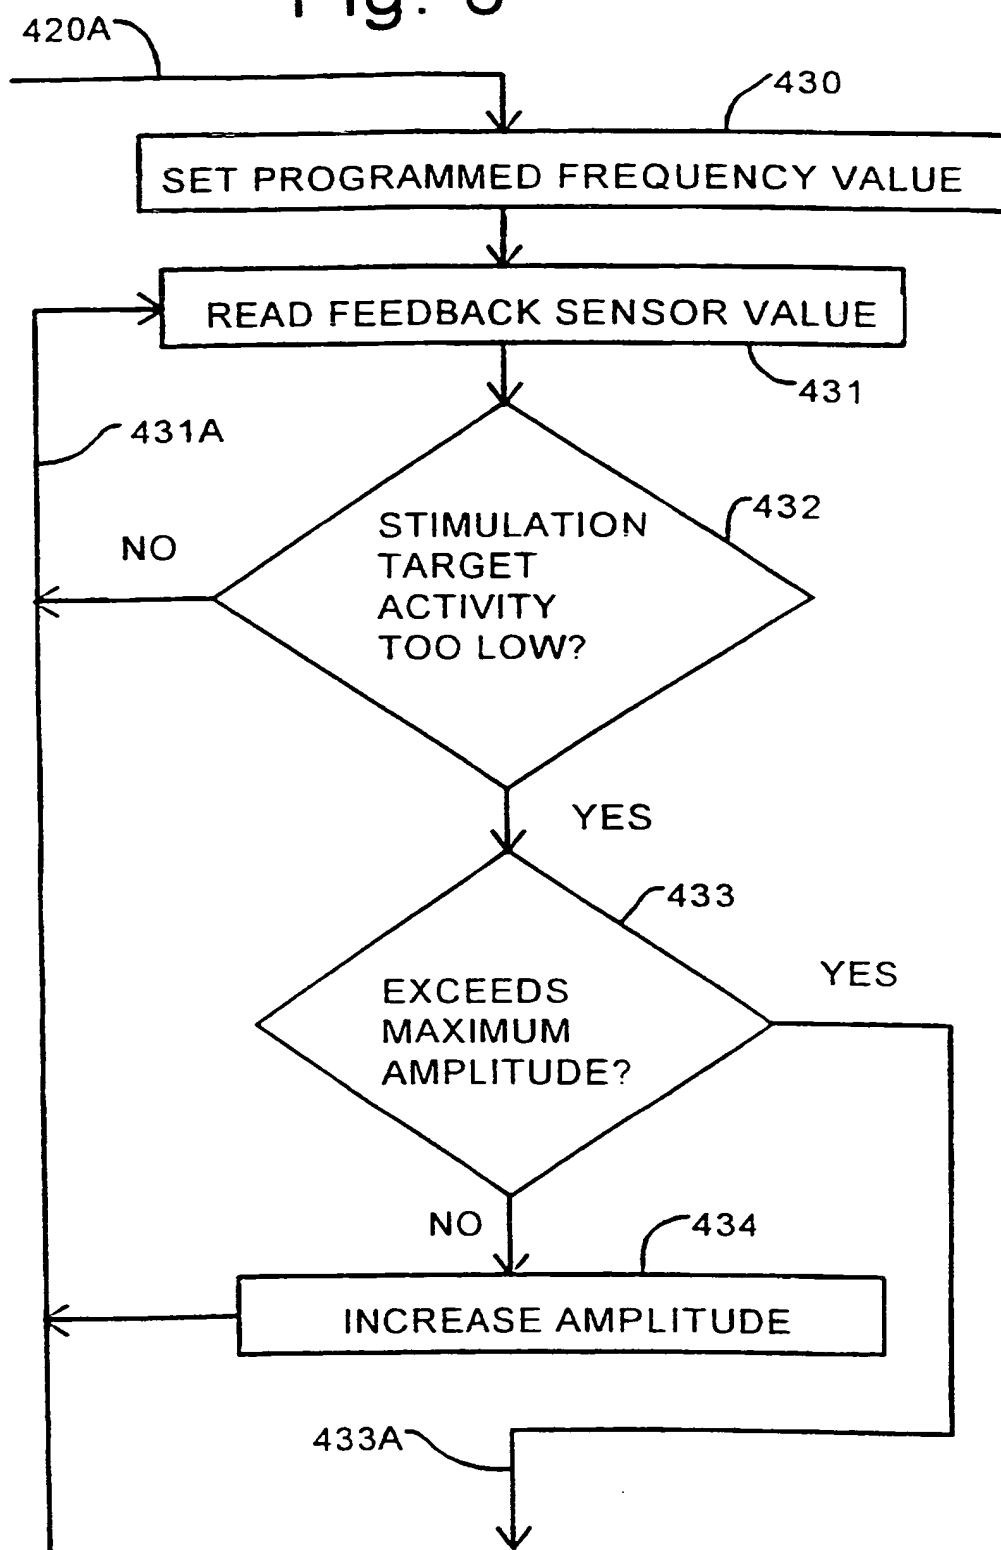 420A
430
SET PROGRAMMED FREQUENCY VALUE
READ FEEDBACK SENSOR VALUE
431
431A
432
NO
STIMULATION
TARGET
ACTIVITY
TOO LOW?
YES
433
YES
EXCEEDS
MAXIMUM
AMPLITUDE?
NO
434
INCREASE AMPLITUDE
433A